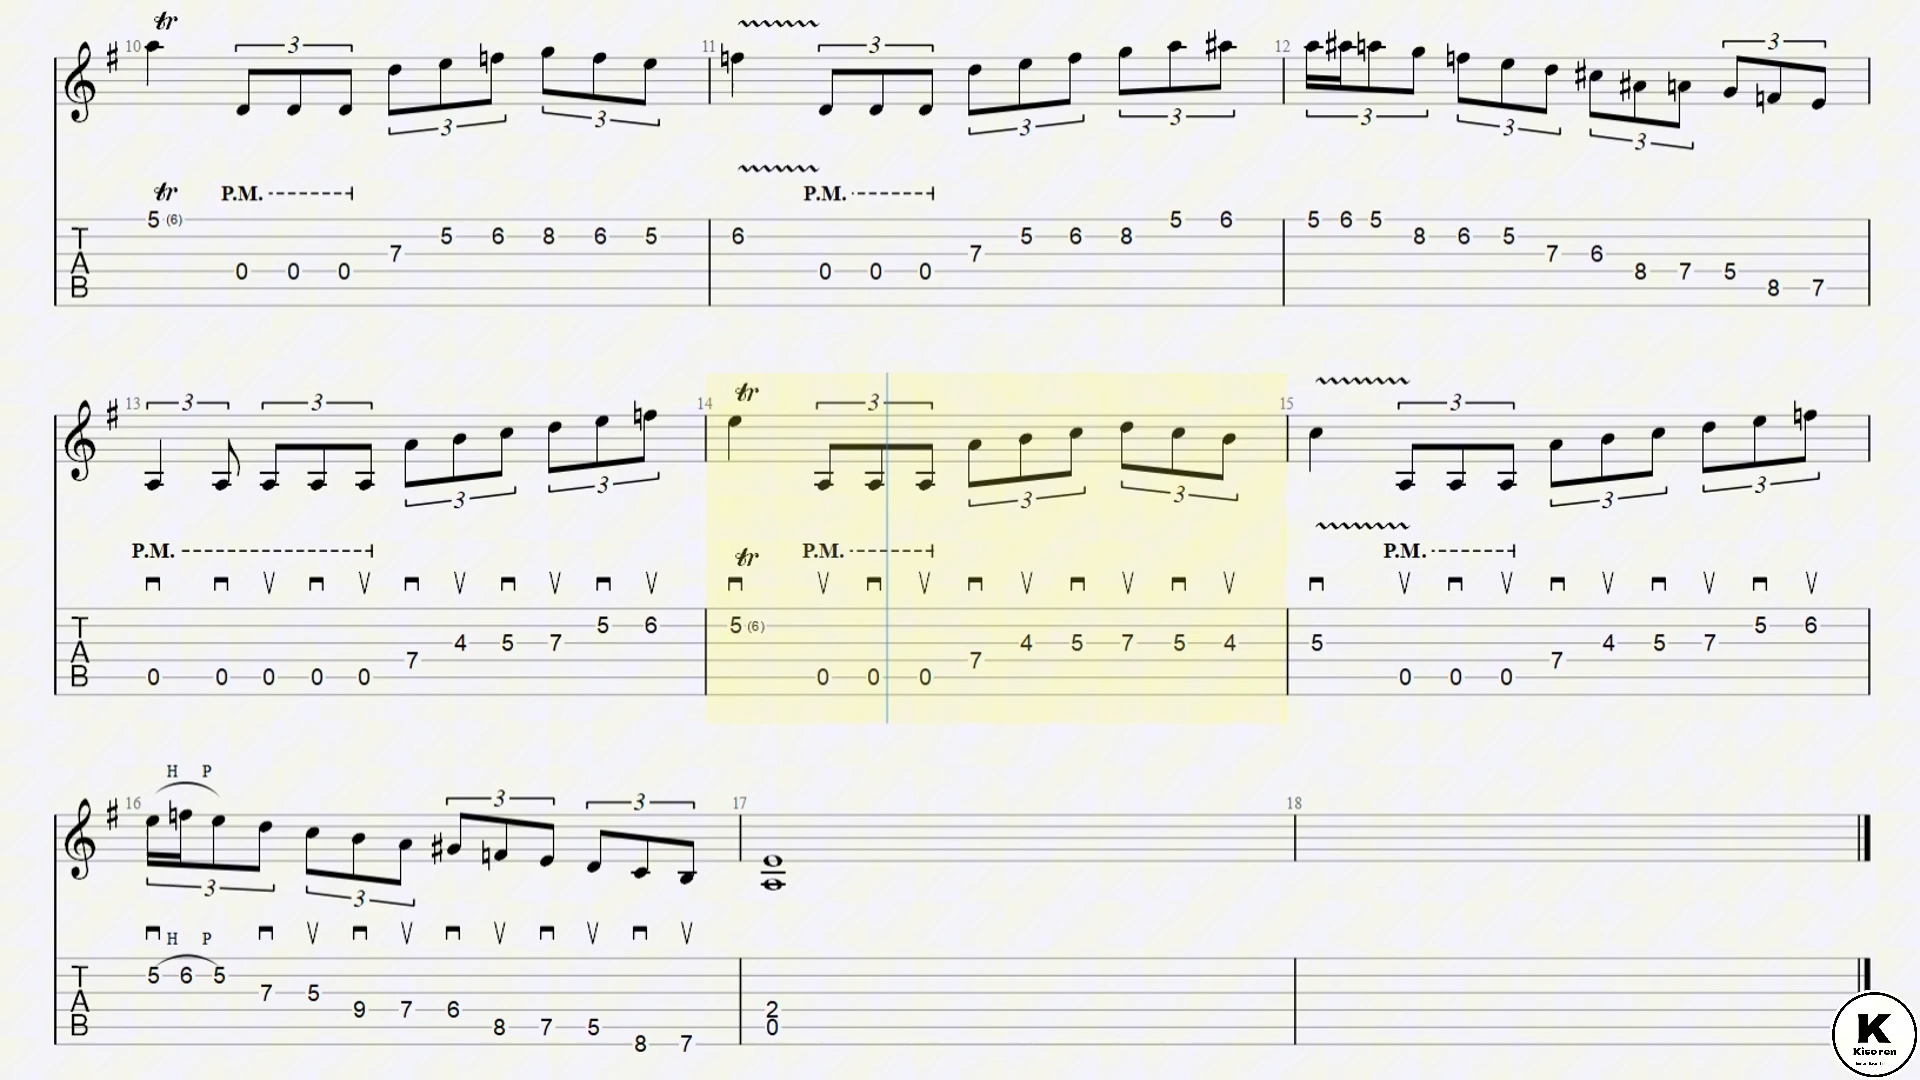 tr
10 3 3 3 11 3 3 3 12 3 3 3 3
tr P.M. P.M.
5 (6) 5 6 5 6 5
T 5 6 8 6 5 6 5 6 8 8 6 5
7 7 7 6
A 0 0 0 0 0 0 8 7 5
B 8 7
tr
13 3 3 3 3 14 3 3 3 15 3 3 3
P.M. tr P.M. P.M.
T 5 6 5 (6) 5 6
4 5 7 4 5 7 5 4 5 4 5 7
A 7 7 7
B 0 0 0 0 0 0 0 0 0 0 0
H P
16 3 3 3 3 17 18
H P
T 5 6 5
7 5
A 9 7 6 2
B 8 7 5 0
8 7
K
Kisoren